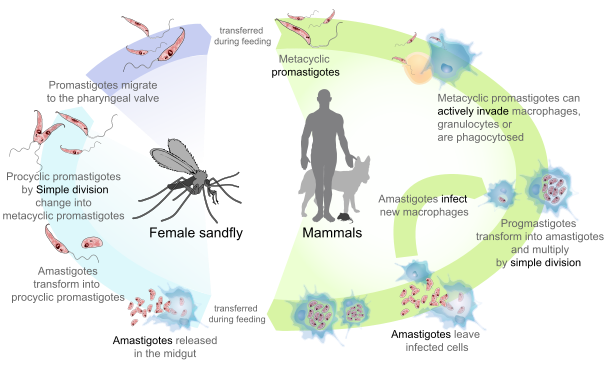 transferred
during feeding
Metacyclic
promastigotes
Promastigotes migrate
to the pharyngeal valve
Metacyclic promastigotes can
actively invade macrophages,
granulocytes or
are phagocytosed
Procyclic promastigotes
by Simple division
change into
metacyclic promastigotes
Amastigotes infect
new macrophages
Female sandfly
Mammals
Progmastigotes
transform into amastigotes
and multiply
by simple division
Amastigotes
transform into
procyclic promastigotes
transferred
during feeding
Amastigotes released
in the midgut
Amastigotes leave
infected cells